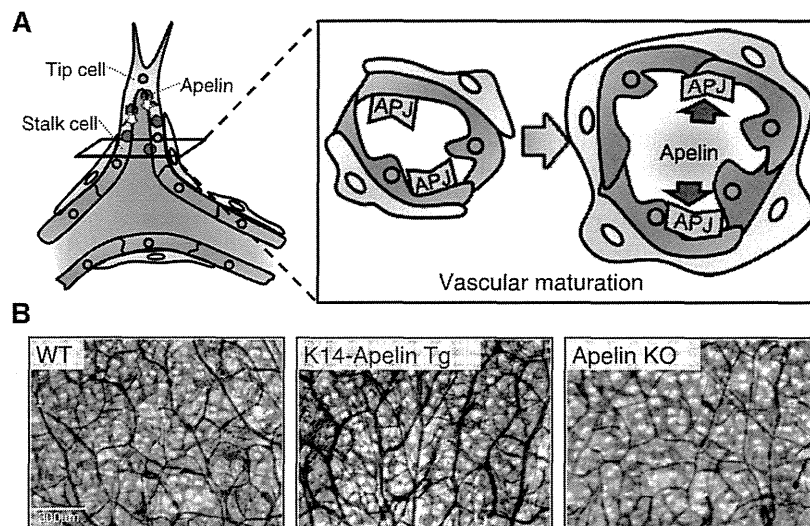 A
Tip cell
Apelin
Stalk cell
APJ
APJ
APJ
Apelin
APJ
Vascular maturation
B
WT
K14-Apelin Tg
Apelin KO
300μm